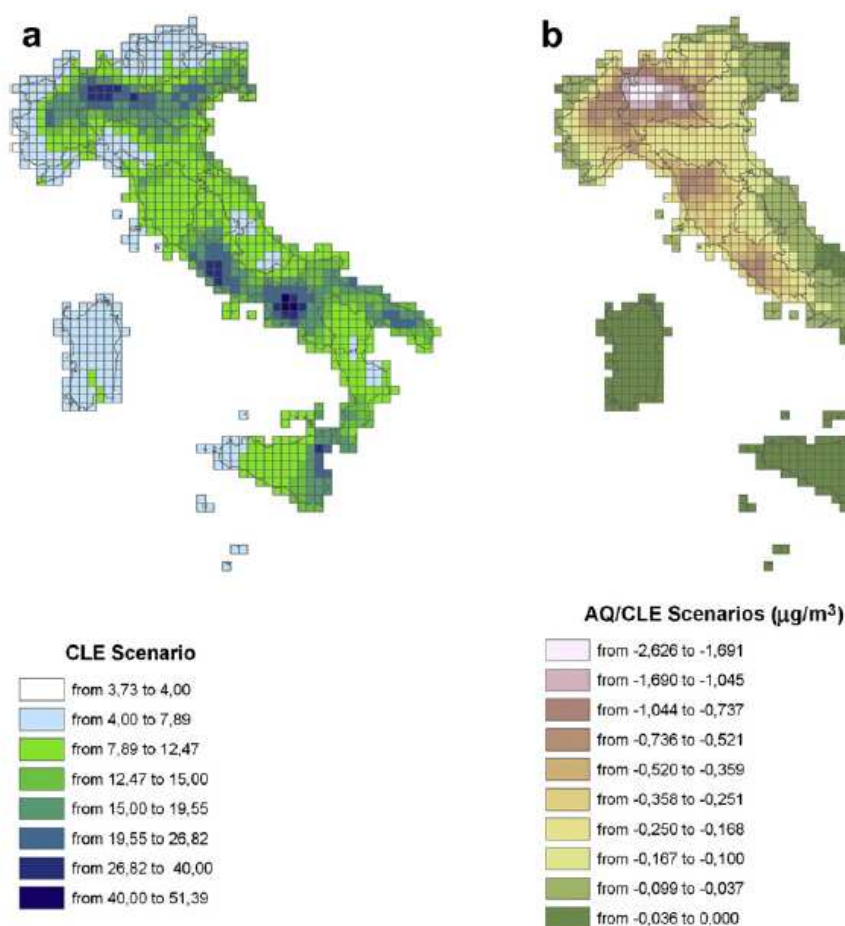 a
b
CLE Scenario
from 3,73 to 4,00
from 4,00 to 7,89
from 7,89 to 12,47
from 12,47 to 15,00
from 15,00 to 19,55
from 19,55 to 26,82
from 26,82 to 40,00
from 40,00 to 51,39
AQ/CLE Scenarios (µg/m³)
from -2,626 to -1,691
from -1,690 to -1,045
from -1,044 to -0,737
from -0,736 to -0,521
from -0,520 to -0,359
from -0,358 to -0,251
from -0,250 to -0,168
from -0,167 to -0,100
from -0,099 to -0,037
from -0,036 to 0,000